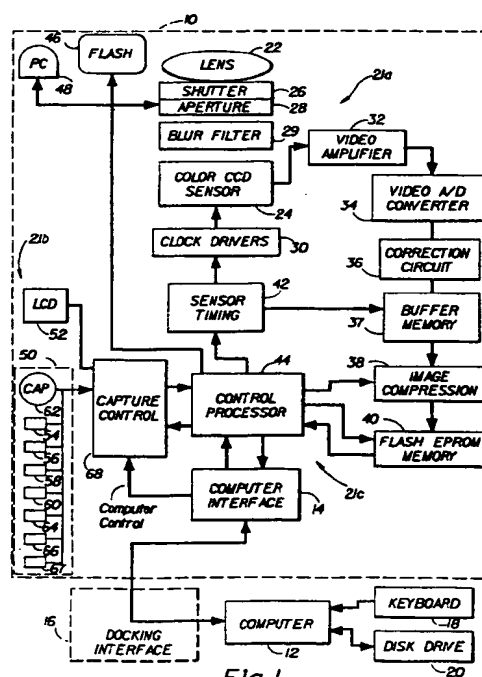 10
46
FLASH
22
LENS
PC
48
SHUTTER
26
APERTURE
28
21a
BLUR FILTER
29
32
VIDEO
AMPLIFIER
COLOR CCD
SENSOR
24
VIDEO A/D
CONVERTER
34
21b
CLOCK DRIVERS
30
CORRECTION
CIRCUIT
36
LCD
52
SENSOR
TIMING
42
BUFFER
MEMORY
37
50
44
38
CAP
62
CAPTURE
CONTROL
68
CONTROL
PROCESSOR
IMAGE
COMPRESSION
40
FLASH EPROM
MEMORY
54
56
58
60
64
66
67
21c
Computer
Control
COMPUTER
INTERFACE
14
16
DOCKING
INTERFACE
COMPUTER
12
KEYBOARD
18
DISK DRIVE
20
Fig. 1